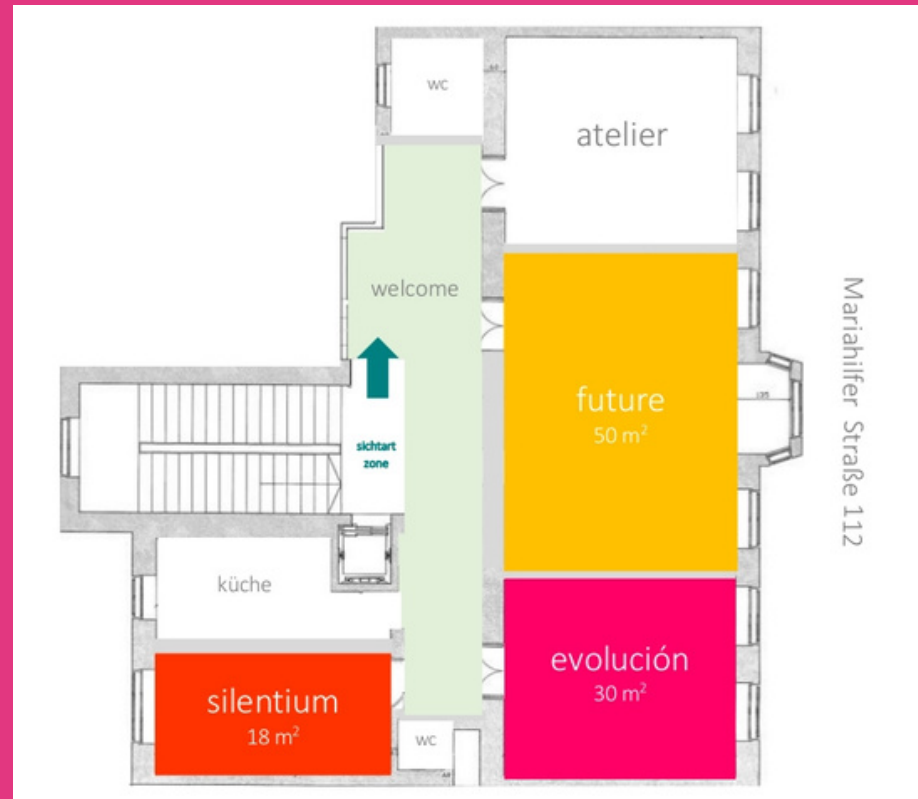 wc
atelier
welcome
future
50 m²
Mariahilfer Straße 112
sichtart
zone
küche
evolución
30 m²
silentium
18 m²
wc